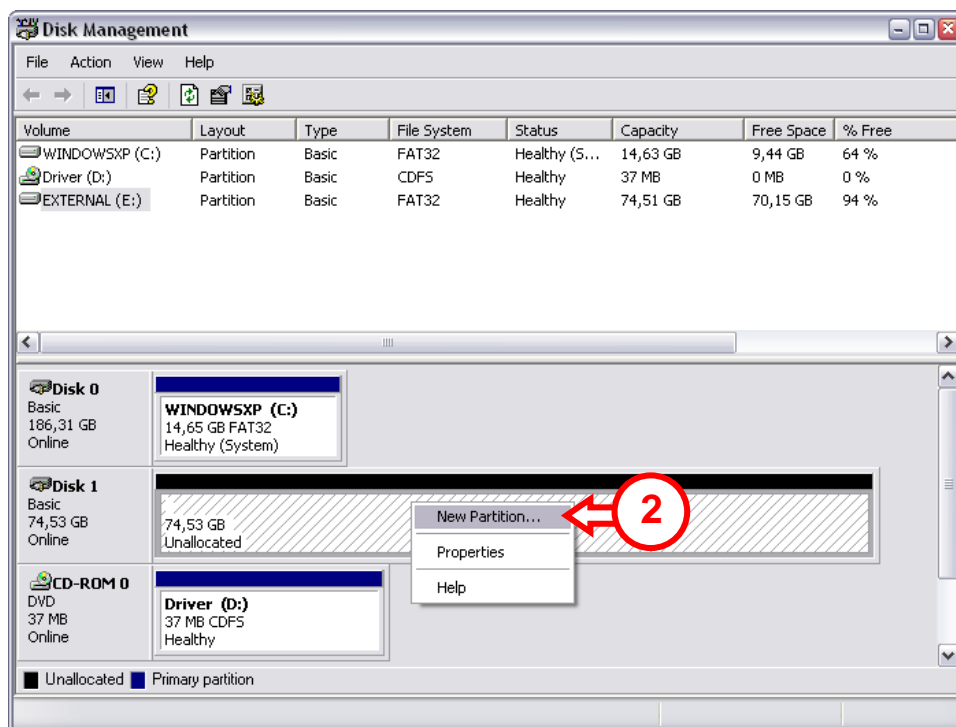 Disk Management
File Action View Help
Volume Layout Type File System Status Capacity Free Space % Free
WINDOWSXP (C:) Partition Basic FAT32 Healthy (S... 14,63 GB 9,44 GB 64 %
Driver (D:) Partition Basic CDFS Healthy 37 MB 0 MB 0 %
EXTERNAL (E:) Partition Basic FAT32 Healthy 74,51 GB 70,15 GB 94 %
Disk 0
Basic
186,31 GB
Online
WINDOWSXP (C:)
14,65 GB FAT32
Healthy (System)
Disk 1
Basic
74,53 GB
Online
74,53 GB
Unallocated
New Partition...
Properties
Help
2
CD-ROM 0
DVD
37 MB
Online
Driver (D:)
37 MB CDFS
Healthy
Unallocated Primary partition